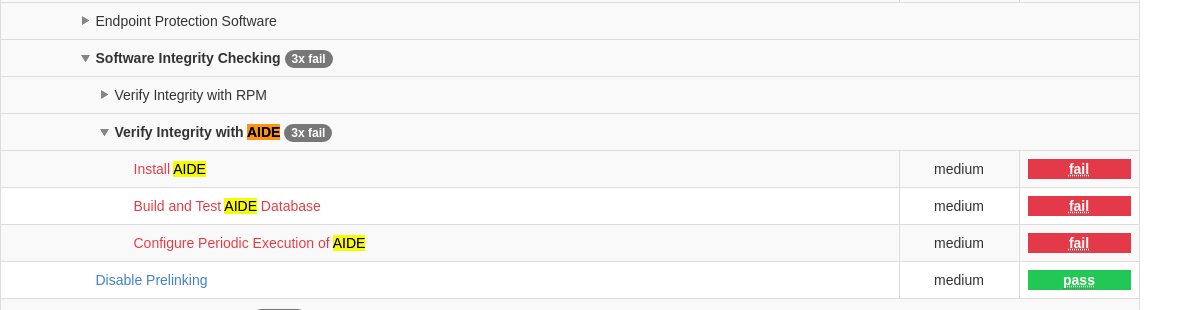 Endpoint Protection Software
Software Integrity Checking 3x fail
Verify Integrity with RPM
Verify Integrity with AIDE 3x fail
Install AIDE medium fail
Build and Test AIDE Database medium fail
Configure Periodic Execution of AIDE medium fail
Disable Prelinking medium pass